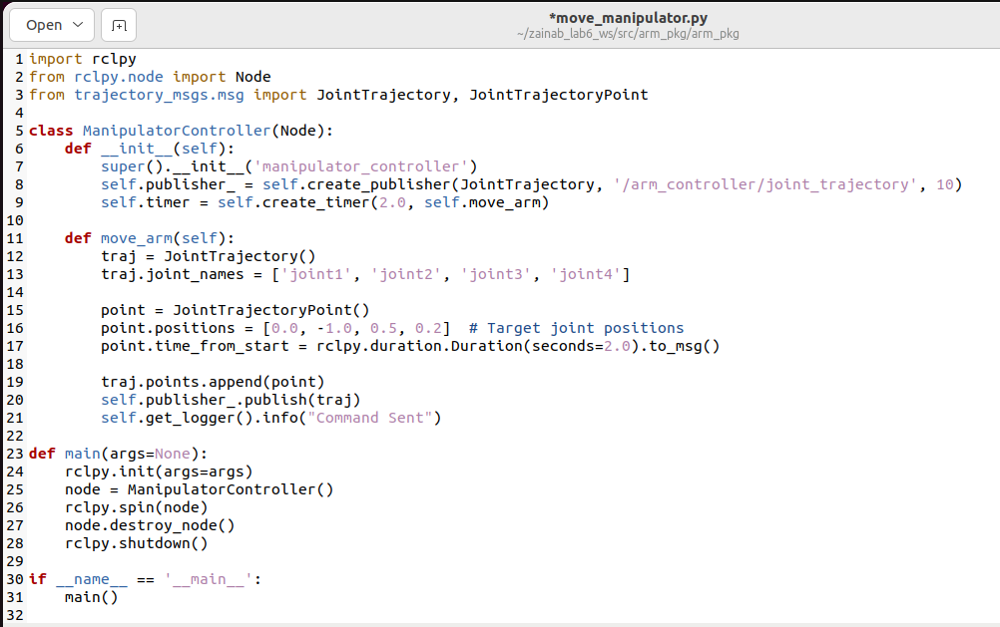 Open
*move_manipulator.py
~/zainab_lab6_ws/src/arm_pkg/arm_pkg
1 import rclpy
2 from rclpy.node import Node
3 from trajectory_msgs.msg import JointTrajectory, JointTrajectoryPoint
4
5 class ManipulatorController(Node):
6     def __init__(self):
7         super().__init__('manipulator_controller')
8         self.publisher_ = self.create_publisher(JointTrajectory, '/arm_controller/joint_trajectory', 10)
9         self.timer = self.create_timer(2.0, self.move_arm)
10
11     def move_arm(self):
12         traj = JointTrajectory()
13         traj.joint_names = ['joint1', 'joint2', 'joint3', 'joint4']
14
15         point = JointTrajectoryPoint()
16         point.positions = [0.0, -1.0, 0.5, 0.2]  # Target joint positions
17         point.time_from_start = rclpy.duration.Duration(seconds=2.0).to_msg()
18
19         traj.points.append(point)
20         self.publisher_.publish(traj)
21         self.get_logger().info("Command Sent")
22
23 def main(args=None):
24     rclpy.init(args=args)
25     node = ManipulatorController()
26     rclpy.spin(node)
27     node.destroy_node()
28     rclpy.shutdown()
29
30 if __name__ == '__main__':
31     main()
32